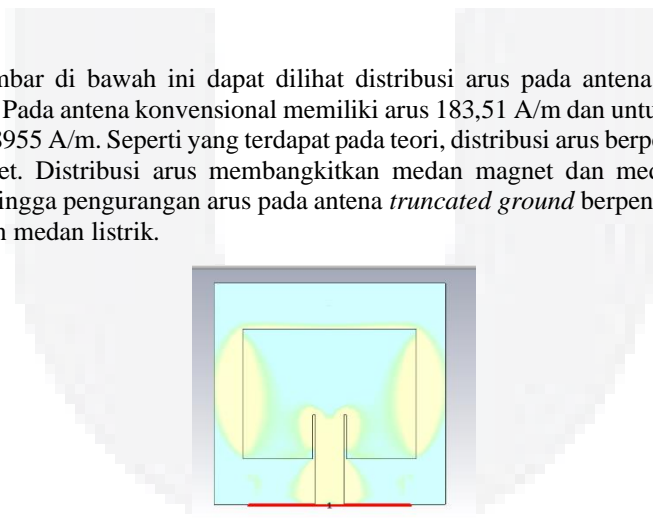 mbar di bawah ini dapat dilihat distribusi arus pada antena
Pada antena konvensional memiliki arus 183,51 A/m dan untu
8955 A/m. Seperti yang terdapat pada teori, distribusi arus berp
et. Distribusi arus membangkitkan medan magnet dan med
ingga pengurangan arus pada antena truncated ground berpen
n medan listrik.
1